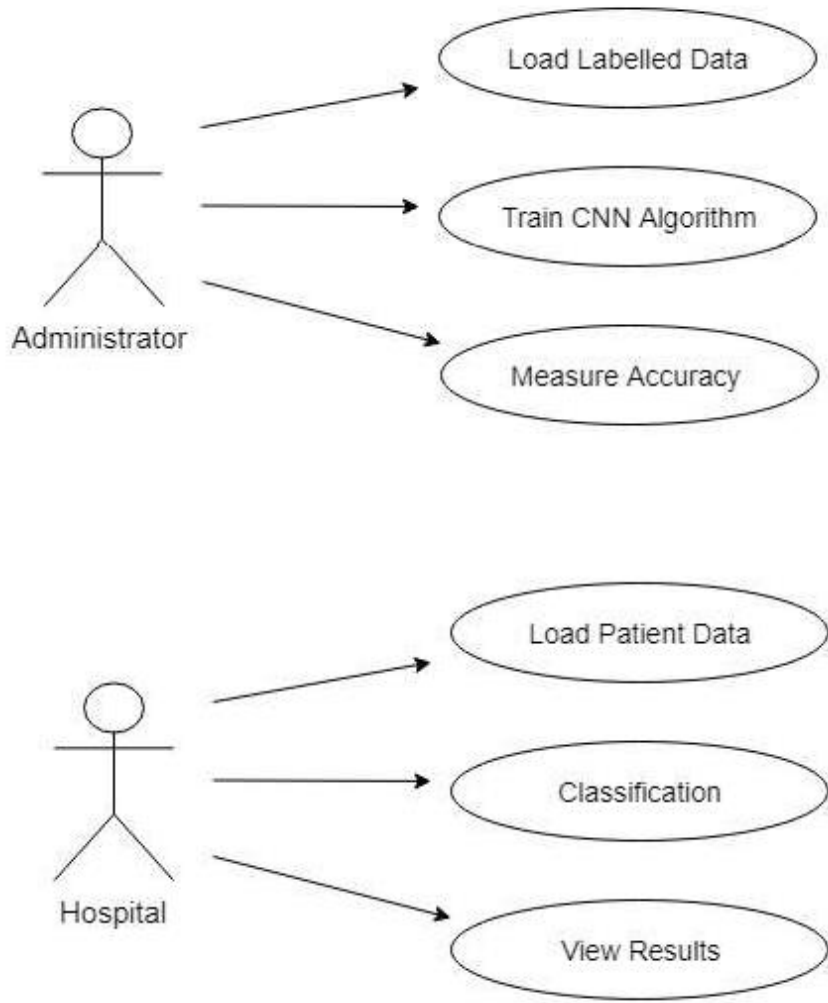 Load Labelled Data
Train CNN Algorithm
Administrator
Measure Accuracy
Load Patient Data
Classification
Hospital
View Results